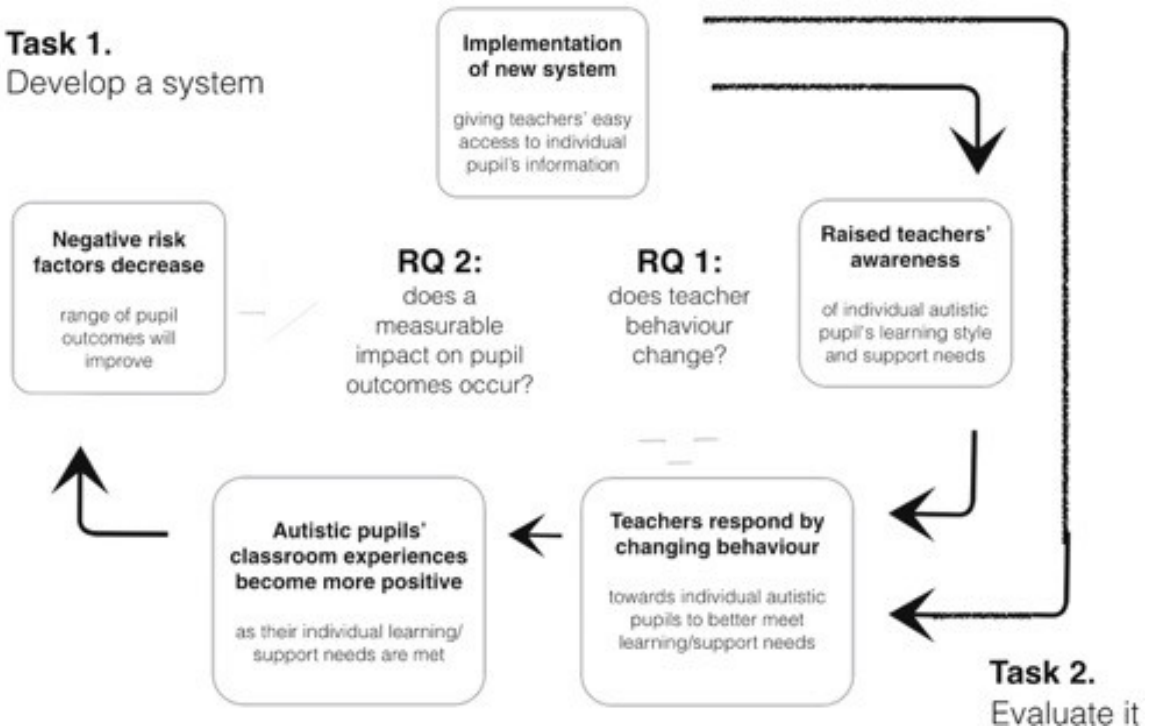 Task 1.
Develop a system
Implementation
of new system
giving teachers' easy
access to individual
pupil's information
Negative risk
factors decrease
range of pupil
outcomes will
improve
RQ 2:
does a
measurable
impact on pupil
outcomes occur?
RQ 1:
does teacher
behaviour
change?
Raised teachers'
awareness
of individual autistic
pupil's learning style
and support needs
Autistic pupils'
classroom experiences
become more positive
as their individual learning/
support needs are met
Teachers respond by
changing behaviour
towards individual autistic
pupils to better meet
learning/support needs
Task 2.
Evaluate it